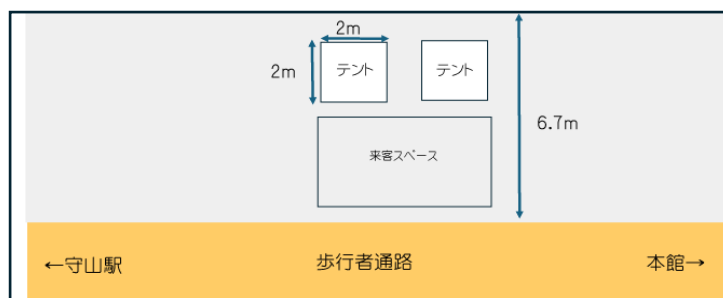 2m
2m
テント
テント
6.7m
来客スペース
←守山駅
歩行者通路
本館→